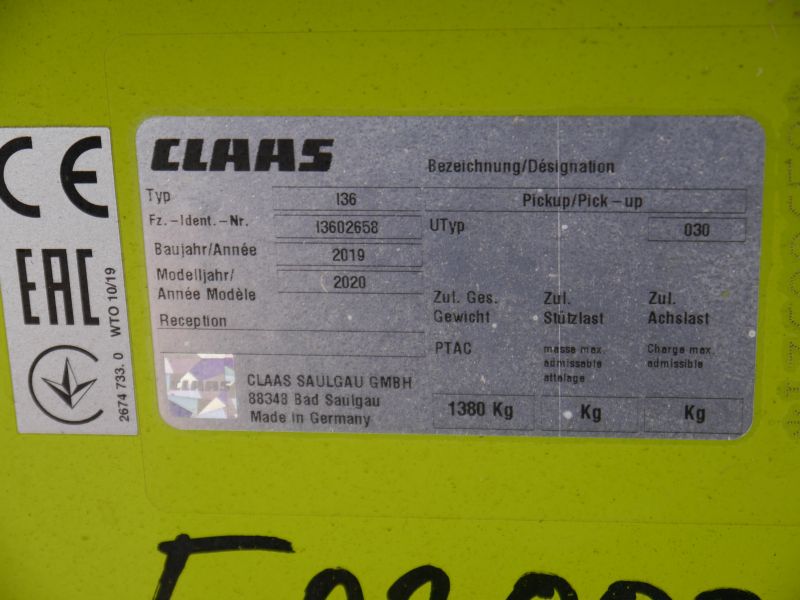 CE
EAC
WTO 10/19
2674 733. 0
CLAAS
Bezeichnung/Désignation
Typ I36 Pickup/Pick-up
Fz.-Ident.-Nr. I3602658 UTyp 030
Baujahr/Année 2019
Modelljahr/
Année Modèle 2020
Reception
Zul. Ges. Zul. Zul.
Gewicht Stützlast Achslast
PTAC masse max. Charge max.
admissable admissible
attelage
1380 Kg Kg Kg
CLAAS
CLAAS SAULGAU GMBH
88348 Bad Saulgau
Made in Germany